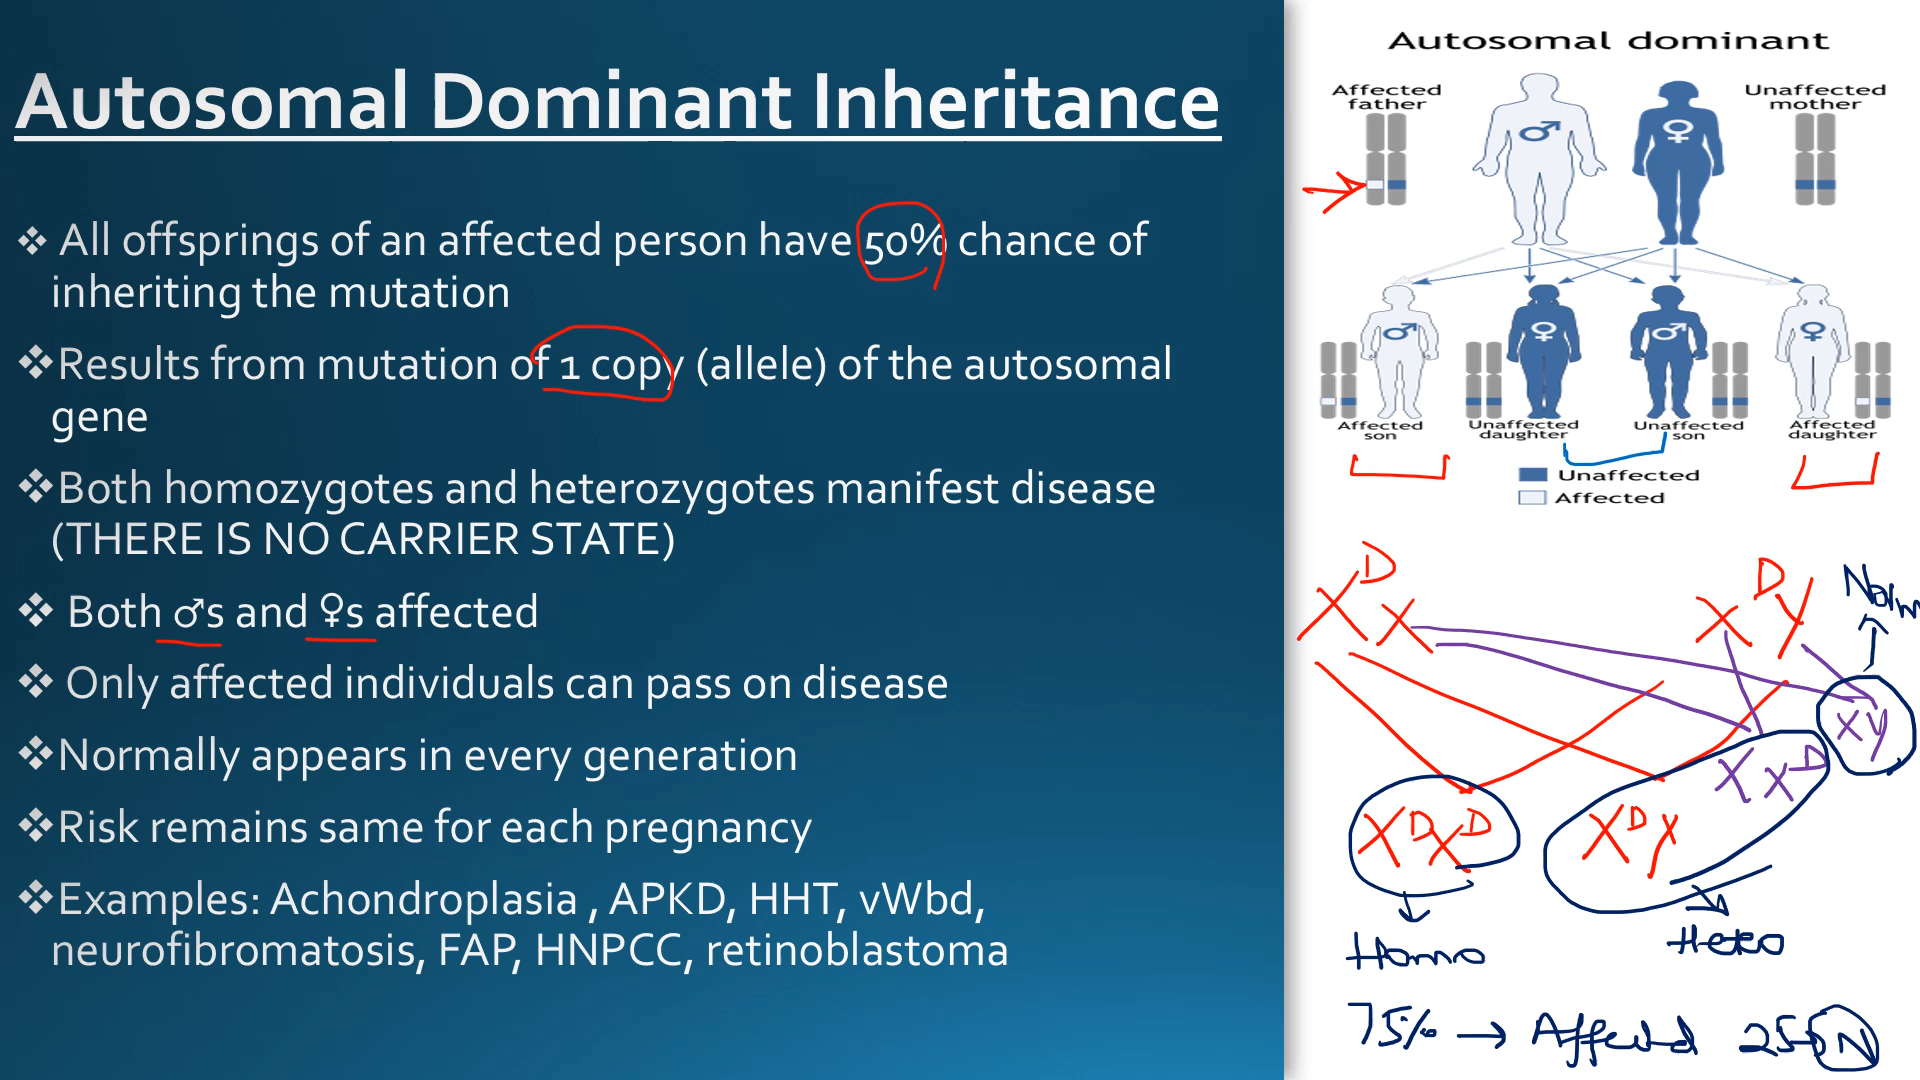 Autosomal Dominant Inheritance
❖ All offsprings of an affected person have 50% chance of
inheriting the mutation
❖Results from mutation of 1 copy (allele) of the autosomal
gene
❖Both homozygotes and heterozygotes manifest disease
(THERE IS NO CARRIER STATE)
❖ Both ♂s and ♀s affected
❖ Only affected individuals can pass on disease
❖Normally appears in every generation
❖Risk remains same for each pregnancy
❖Examples: Achondroplasia , APKD, HHT, vWbd,
neurofibromatosis, FAP, HNPCC, retinoblastoma
Autosomal dominant
Affected
father
Unaffected
mother
Affected
son
Unaffected
daughter
Unaffected
son
Affected
daughter
Unaffected
Affected
X^D X
X^D Y
Norm
XY
X X^D
X^D X^D
Homo
Hetero
75% → Affected